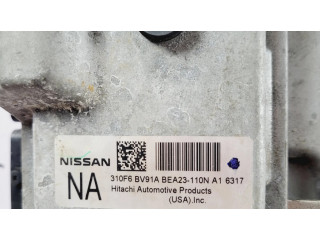 NISSAN
310F6 BV91A BEA23-110N A1 6317
NA
Hitachi Automotive Products
(USA).Inc.